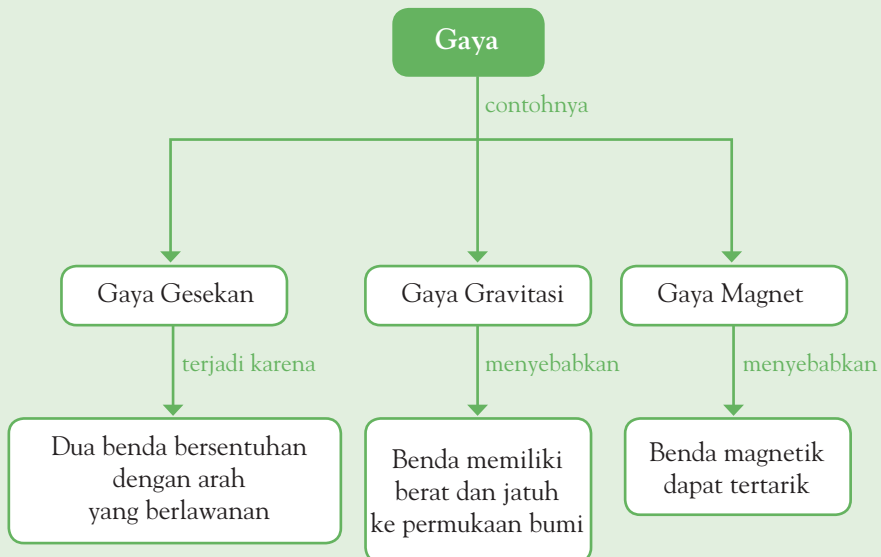 Gaya
contohnya
Gaya Gesekan
Gaya Gravitasi
Gaya Magnet
terjadi karena
menyebabkan
menyebabkan
Dua benda bersentuhan
dengan arah
yang berlawanan
Benda memiliki
berat dan jatuh
ke permukaan bumi
Benda magnetik
dapat tertarik